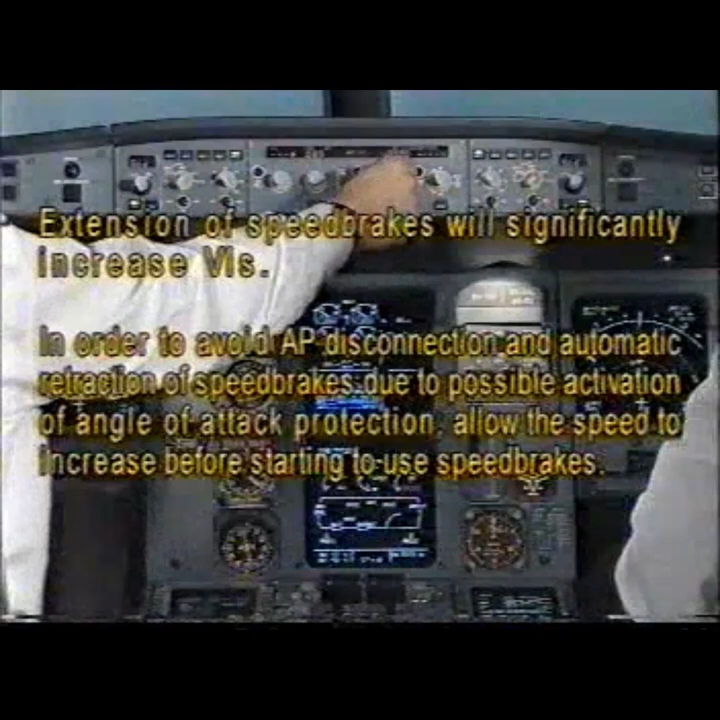 Extension of speedbrakes will significantly
increase Vls.
In order to avoid AP disconnection and automatic
retraction of speedbrakes due to possible activation
of angle of attack protection, allow the speed to
increase before starting to use speedbrakes.